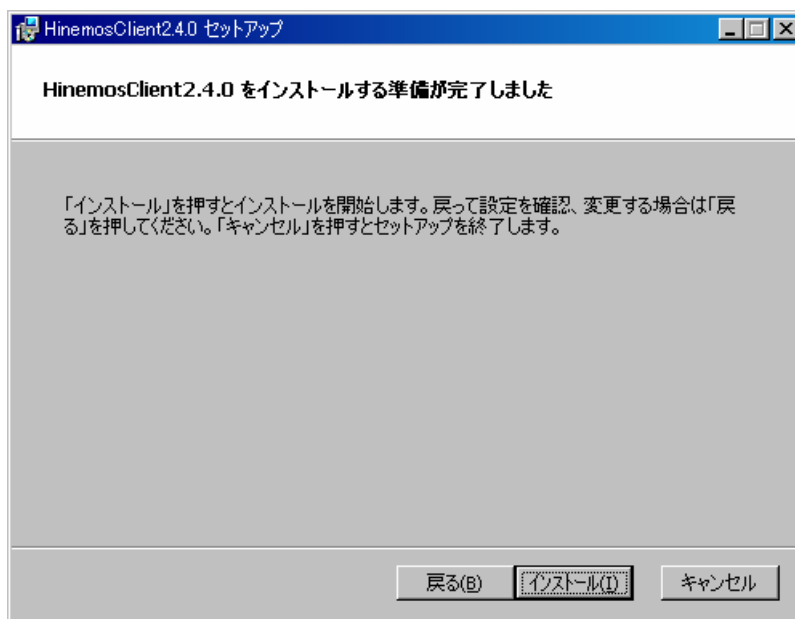 HinemosClient2.4.0 セットアップ
HinemosClient2.4.0 をインストールする準備が完了しました
「インストール」を押すとインストールを開始します。戻って設定を確認、変更する場合は「戻
る」を押してください。「キャンセル」を押すとセットアップを終了します。
戻る(B) インストール(I) キャンセル